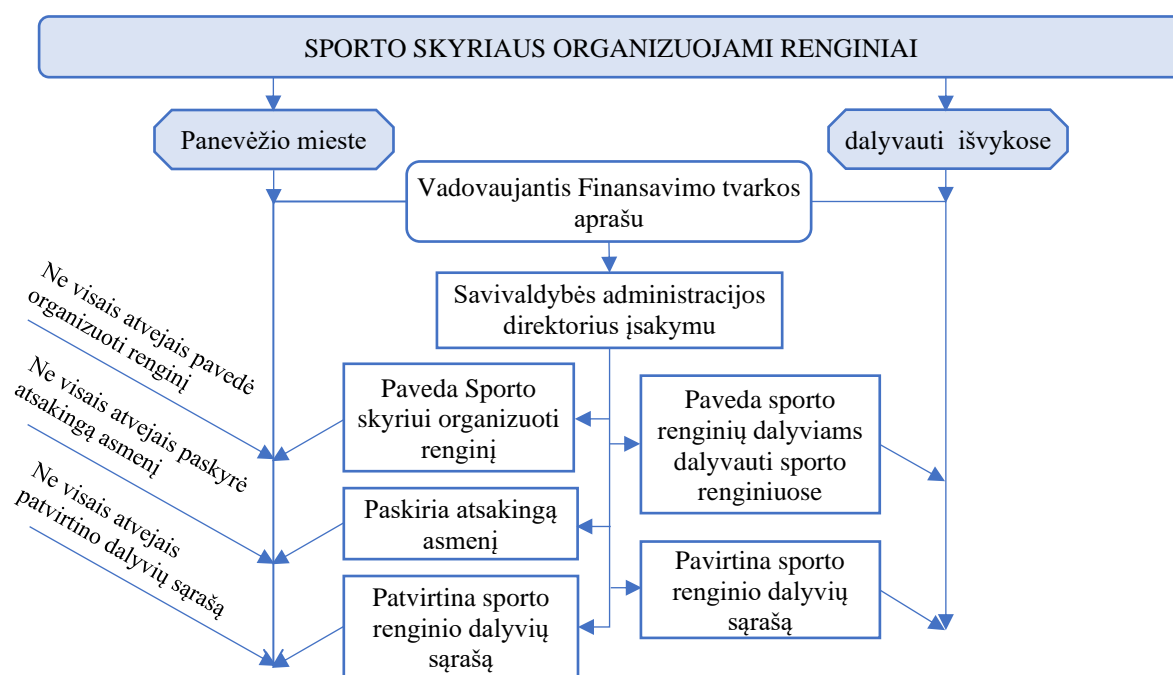 SPORTO SKYRIAUS ORGANIZUOJAMI RENGINIAI
Panevėžio mieste
dalyvauti išvykose
Vadovaujantis Finansavimo tvarkos
aprašu
Savivaldybės administracijos
direktorius įsakymu
Ne visais atvejais pavedė
organizuoti renginį
Ne visais atvejais paskyrė
atsakingą asmenį
Ne visais atvejais
patvirtino dalyvių sąrašą
Paveda Sporto
skyriui organizuoti
renginį
Paskiria atsakingą
asmenį
Patvirtina sporto
renginio dalyvių
sąrašą
Paveda sporto
renginių dalyviams
dalyvauti sporto
renginiuose
Pavirtina sporto
renginio dalyvių
sąrašą